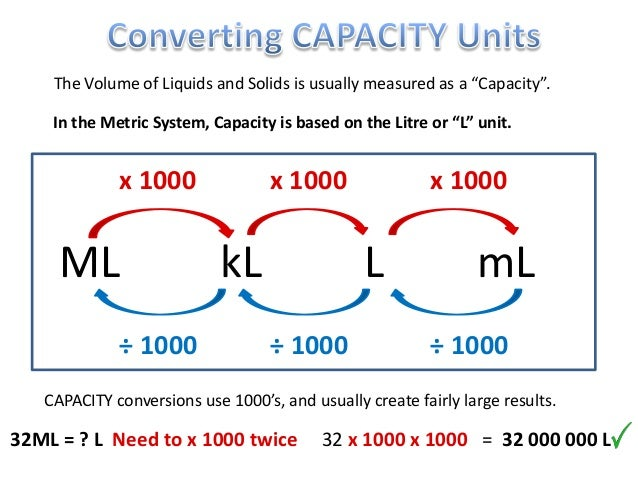 Converting CAPACITY Units
The Volume of Liquids and Solids is usually measured as a “Capacity”.
In the Metric System, Capacity is based on the Litre or “L” unit.
x 1000 x 1000 x 1000
ML kL L mL
÷ 1000 ÷ 1000 ÷ 1000
CAPACITY conversions use 1000’s, and usually create fairly large results.
32ML = ? L Need to x 1000 twice 32 x 1000 x 1000 = 32 000 000 L✓